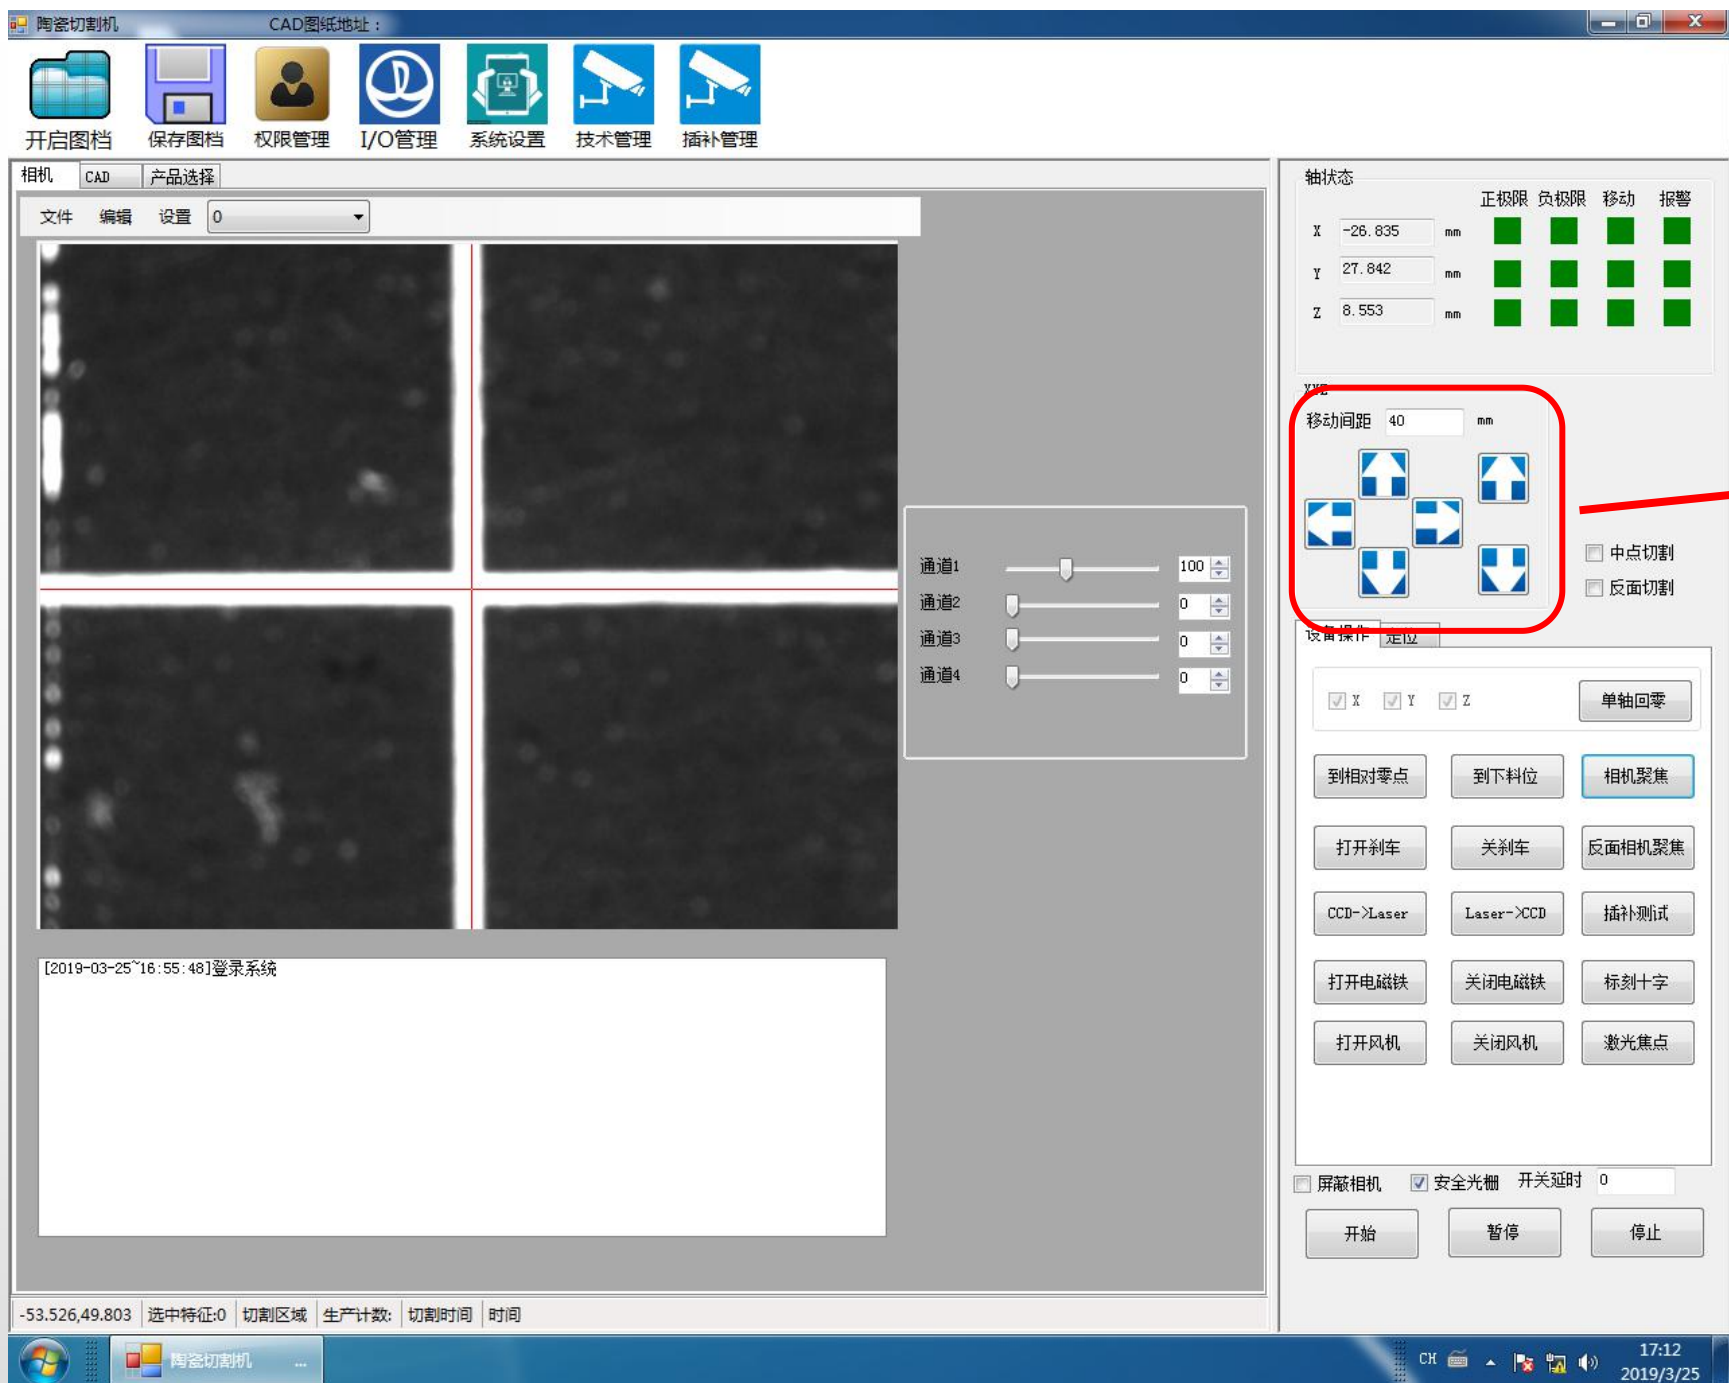 陶瓷切割机 CAD图纸地址：
开启图档 保存图档 权限管理 I/O管理 系统设置 技术管理 插补管理
相机 CAD 产品选择
文件 编辑 设置 0
通道1 100
通道2 0
通道3 0
通道4 0
[2019-03-25~16:55:48]登录系统
轴状态
正极限 负极限 移动 报警
X -26.835 mm
Y 27.842 mm
Z 8.553 mm
XYZ
移动间距 40 mm
中点切割
反面切割
设备操作 定位
X Y Z 单轴回零
到相对零点 到下料位 相机聚焦
打开刹车 关刹车 反面相机聚焦
CCD->Laser Laser->CCD 插补测试
打开电磁铁 关闭电磁铁 标刻十字
打开风机 关闭风机 激光焦点
屏蔽相机 安全光栅 开关延时 0
开始 暂停 停止
-53.526,49.803 选中特征:0 切割区域 生产计数: 切割时间 时间
陶瓷切割机 ...
CH 17:12
2019/3/25